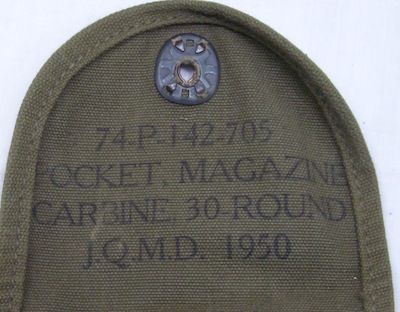 74-P-142-705
POCKET, MAGAZINE
CARBINE, 30-ROUND
J.Q.M.D. 1950